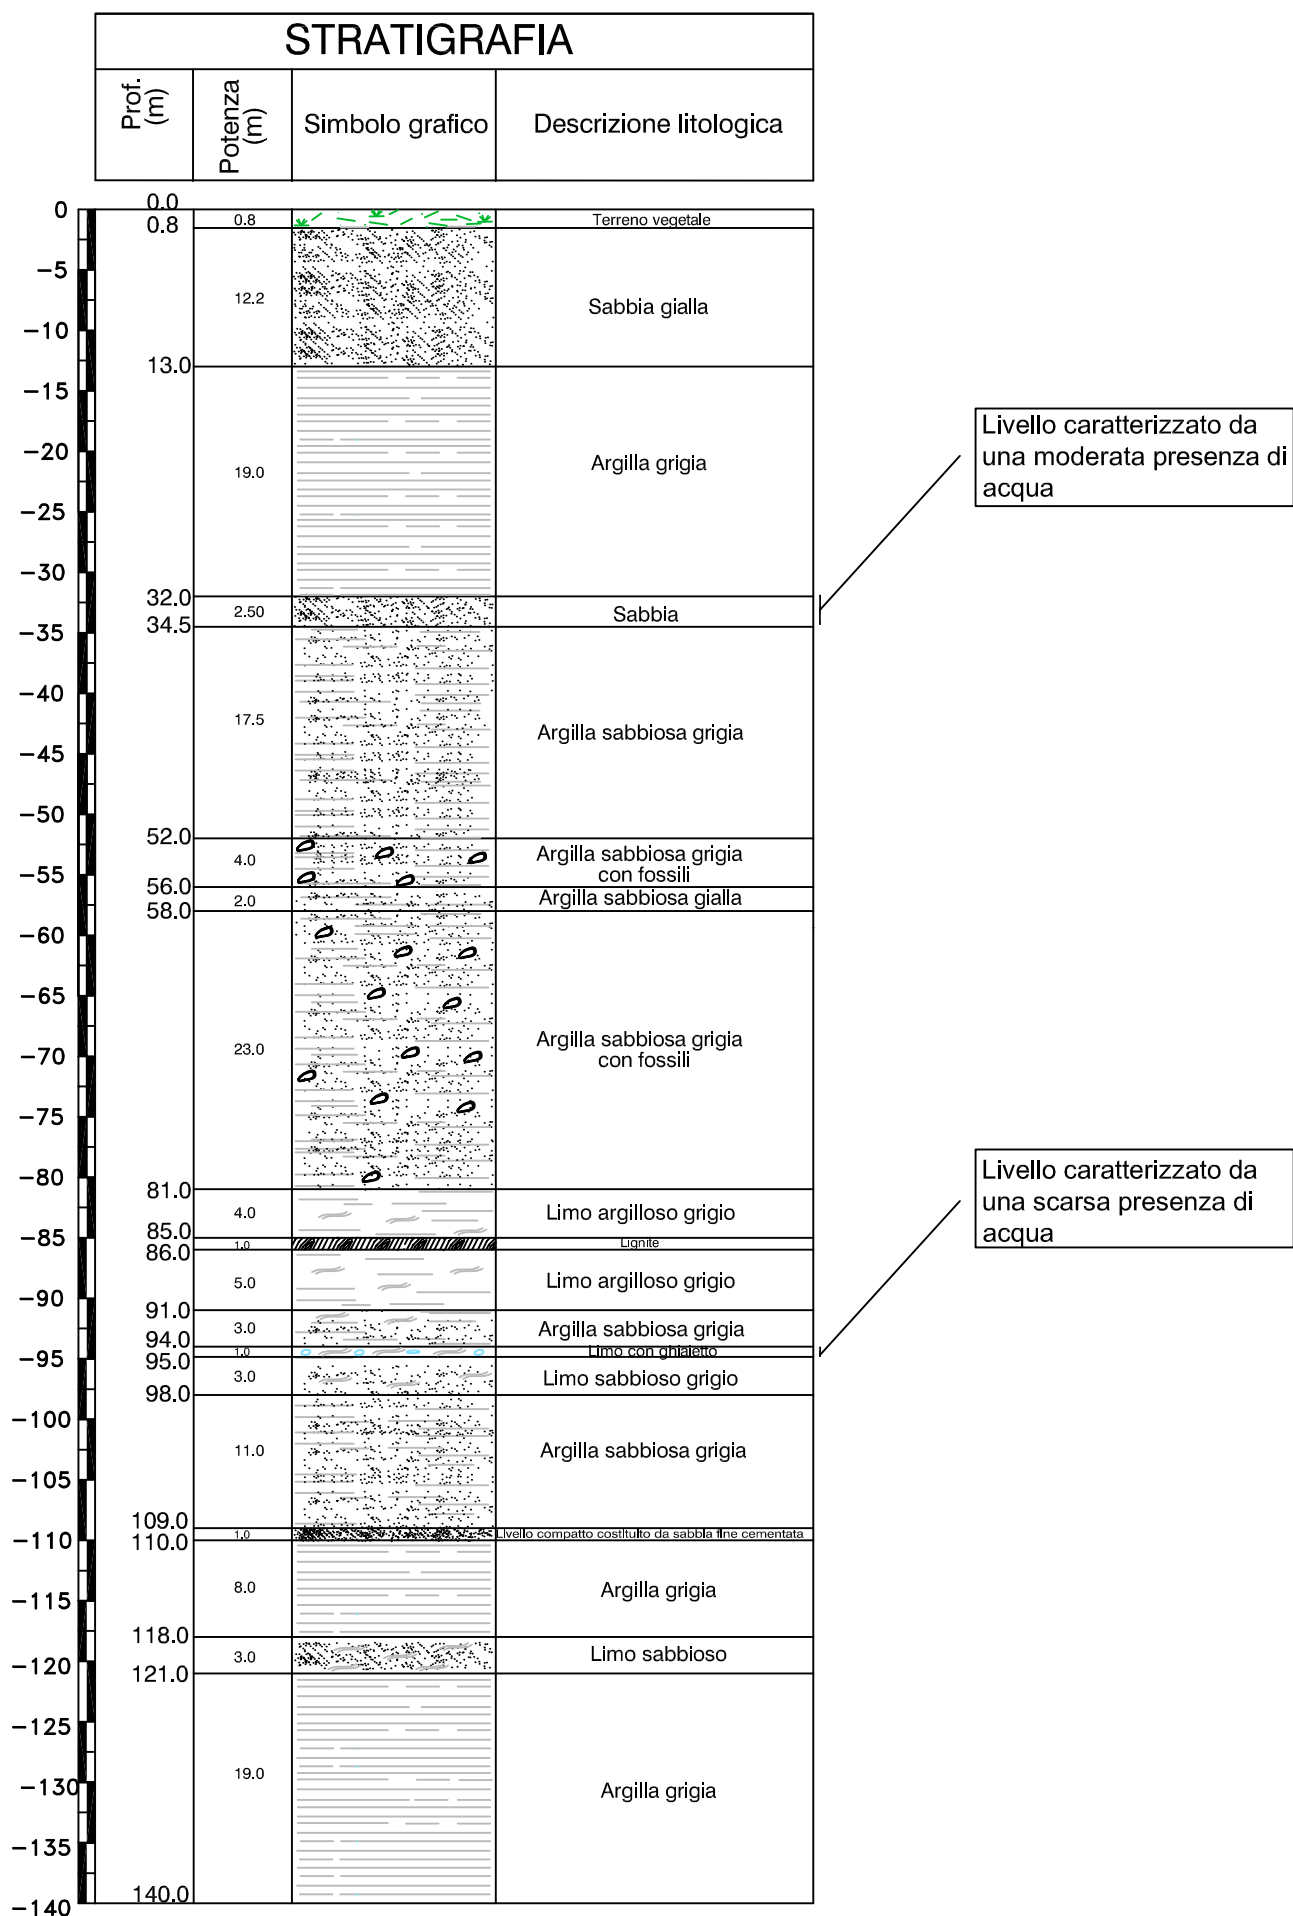 STRATIGRAFIA
Prof.
(m)
Potenza
(m)
Simbolo grafico
Descrizione litologica
0
-5
-10
-15
-20
-25
-30
-35
-40
-45
-50
-55
-60
-65
-70
-75
-80
-85
-90
-95
-100
-105
-110
-115
-120
-125
-130
-135
-140
0.0
0.8
0.8
Terreno vegetale
12.2
Sabbia gialla
13.0
19.0
Argilla grigia
32.0
2.50
Sabbia
34.5
17.5
Argilla sabbiosa grigia
52.0
4.0
Argilla sabbiosa grigia
con fossili
56.0
2.0
Argilla sabbiosa gialla
58.0
23.0
Argilla sabbiosa grigia
con fossili
81.0
4.0
Limo argilloso grigio
85.0
1.0
Lignite
86.0
5.0
Limo argilloso grigio
91.0
3.0
Argilla sabbiosa grigia
94.0
1.0
Limo con ghiaietto
95.0
3.0
Limo sabbioso grigio
98.0
11.0
Argilla sabbiosa grigia
109.0
1.0
Livello compatto costituito da sabbia fine cementata
110.0
8.0
Argilla grigia
118.0
3.0
Limo sabbioso
121.0
19.0
Argilla grigia
140.0
Livello caratterizzato da
una moderata presenza di
acqua
Livello caratterizzato da
una scarsa presenza di
acqua